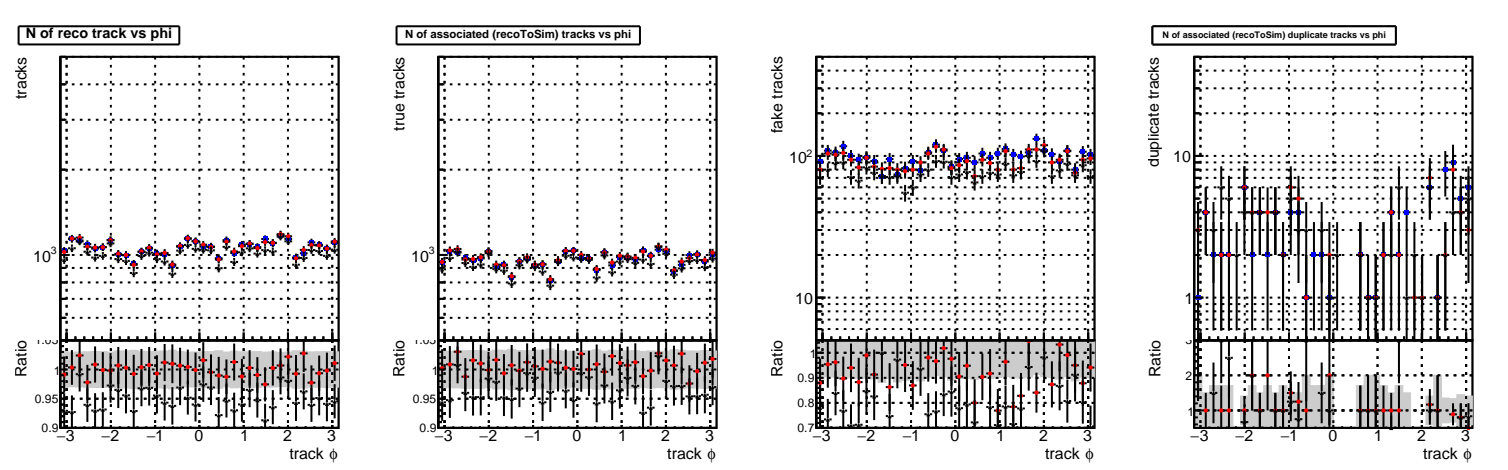 N of reco track vs phi
N of associated (recoToSim) tracks vs phi
N of associated (recoToSim) duplicate tracks vs phi
tracks
true tracks
fake tracks
duplicate tracks
10³
10³
10²
10
10
1
Ratio
Ratio
Ratio
Ratio
1
0.95
0.9
1
0.95
0.9
1
0.9
0.8
0.7
3
2
1
−3 −2 −1 0 1 2 3
−3 −2 −1 0 1 2 3
−3 −2 −1 0 1 2 3
−3 −2 −1 0 1 2 3
track ϕ
track ϕ
track ϕ
track ϕ